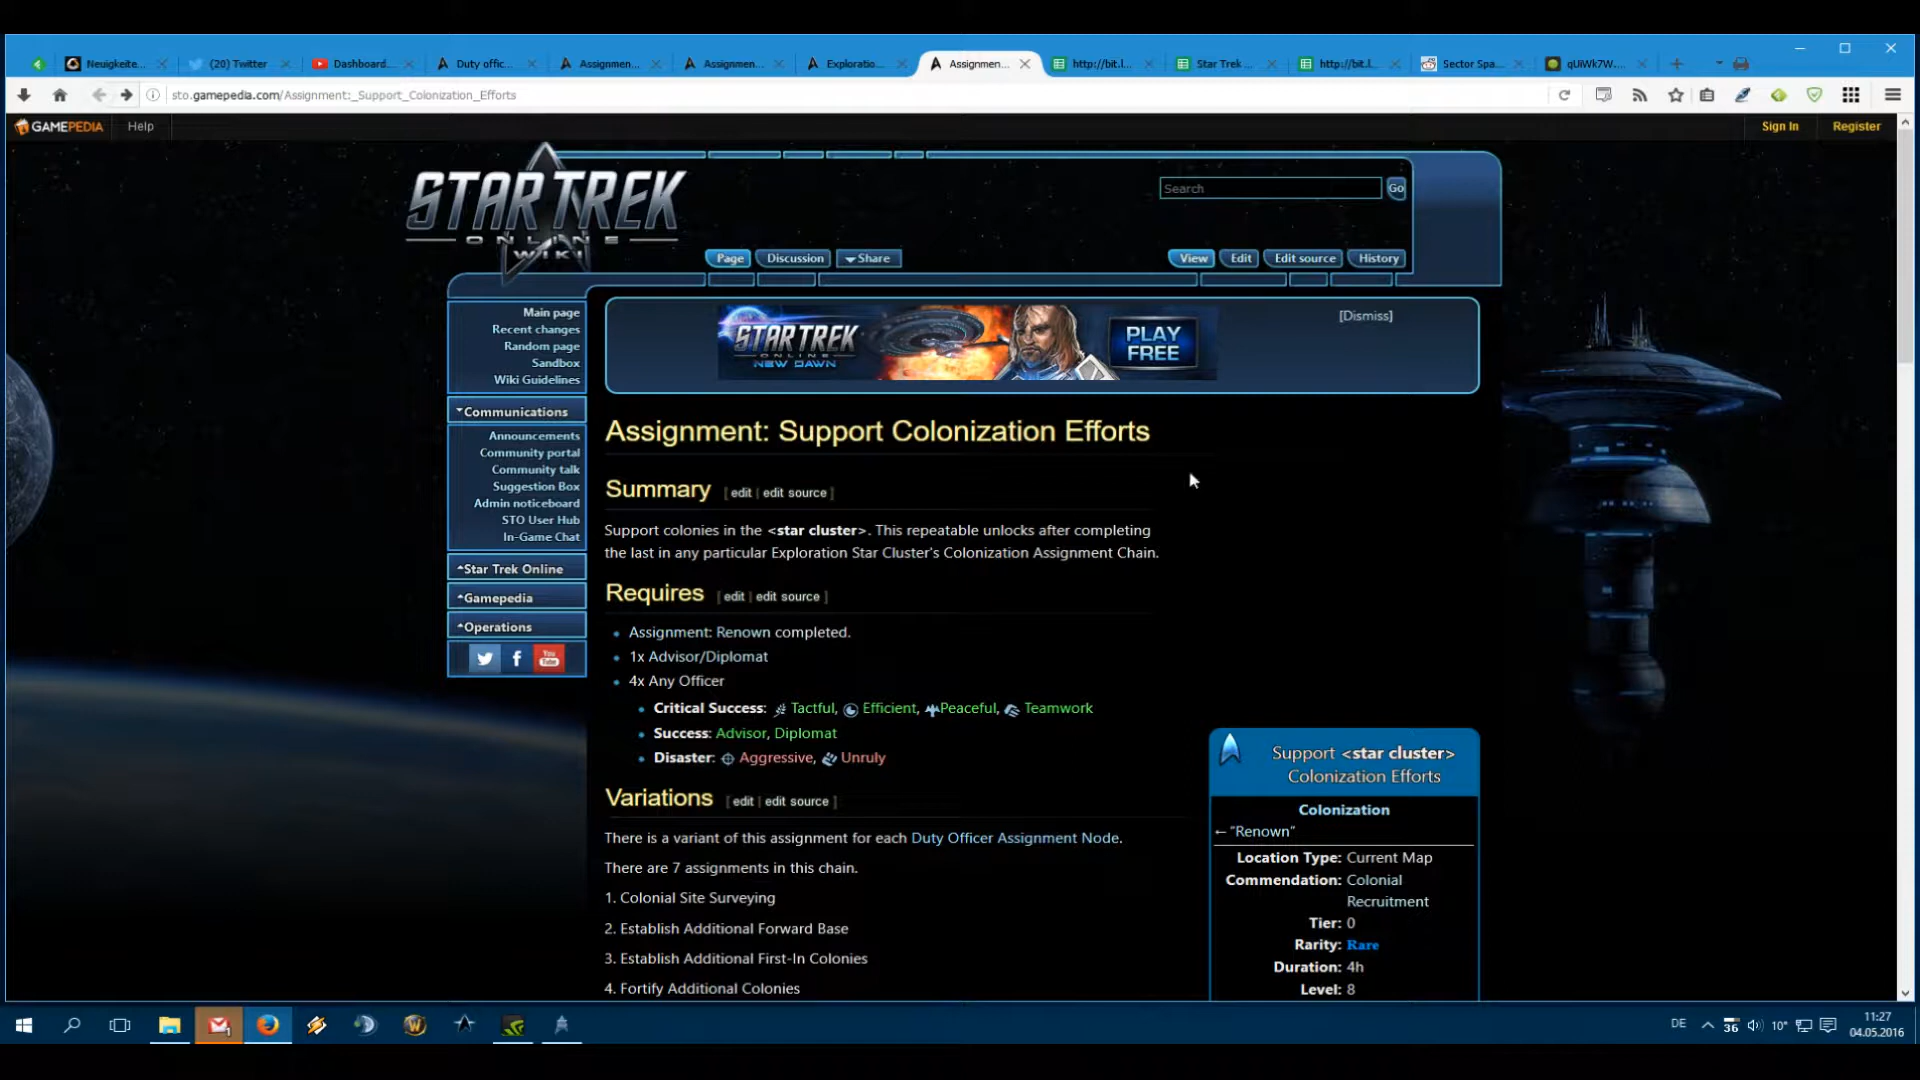 Neuigkeite...
(20) Twitter
Dashboard...
Duty offic...
Assignmen...
Assignmen...
Exploratio...
Assignmen...
http://bit.l...
Star Trek ...
http://bit.l...
Sector Spa...
qUiWk7W...
sto.gamepedia.com/Assignment:_Support_Colonization_Efforts
GAMEPEDIA
Help
Sign In
Register
STAR TREK
ONLINE
WIKI
Search
Go
Page
Discussion
Share
View
Edit
Edit source
History
Main page
Recent changes
Random page
Sandbox
Wiki Guidelines
Communications
Announcements
Community portal
Community talk
Suggestion Box
Admin noticeboard
STO User Hub
In-Game Chat
Star Trek Online
Gamepedia
Operations
You
Tube
STAR TREK
ONLINE
NEW DAWN
PLAY
FREE
[Dismiss]
Assignment: Support Colonization Efforts
Summary [ edit | edit source ]
Support colonies in the <star cluster>. This repeatable unlocks after completing
the last in any particular Exploration Star Cluster's Colonization Assignment Chain.
Requires [ edit | edit source ]
Assignment: Renown completed.
1x Advisor/Diplomat
4x Any Officer
Critical Success: Tactful, Efficient, Peaceful, Teamwork
Success: Advisor, Diplomat
Disaster: Aggressive, Unruly
Variations [ edit | edit source ]
There is a variant of this assignment for each Duty Officer Assignment Node.
There are 7 assignments in this chain.
1. Colonial Site Surveying
2. Establish Additional Forward Base
3. Establish Additional First-In Colonies
4. Fortify Additional Colonies
Support <star cluster>
Colonization Efforts
Colonization
←"Renown"
Location Type: Current Map
Commendation: Colonial
Recruitment
Tier: 0
Rarity: Rare
Duration: 4h
Level: 8
DE
36
10°
11:27
04.05.2016